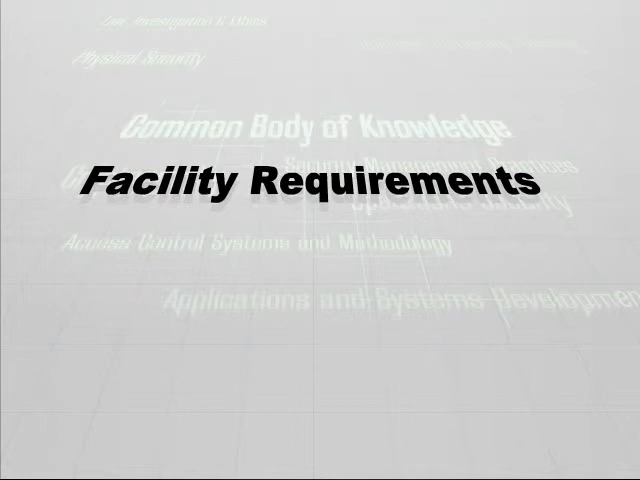 Law, Investigation & Ethics
Physical Security
Common Body of Knowledge
Security Management Practices
Facility Requirements
Operations Security
Access Control Systems and Methodology
Applications and Systems Developmen